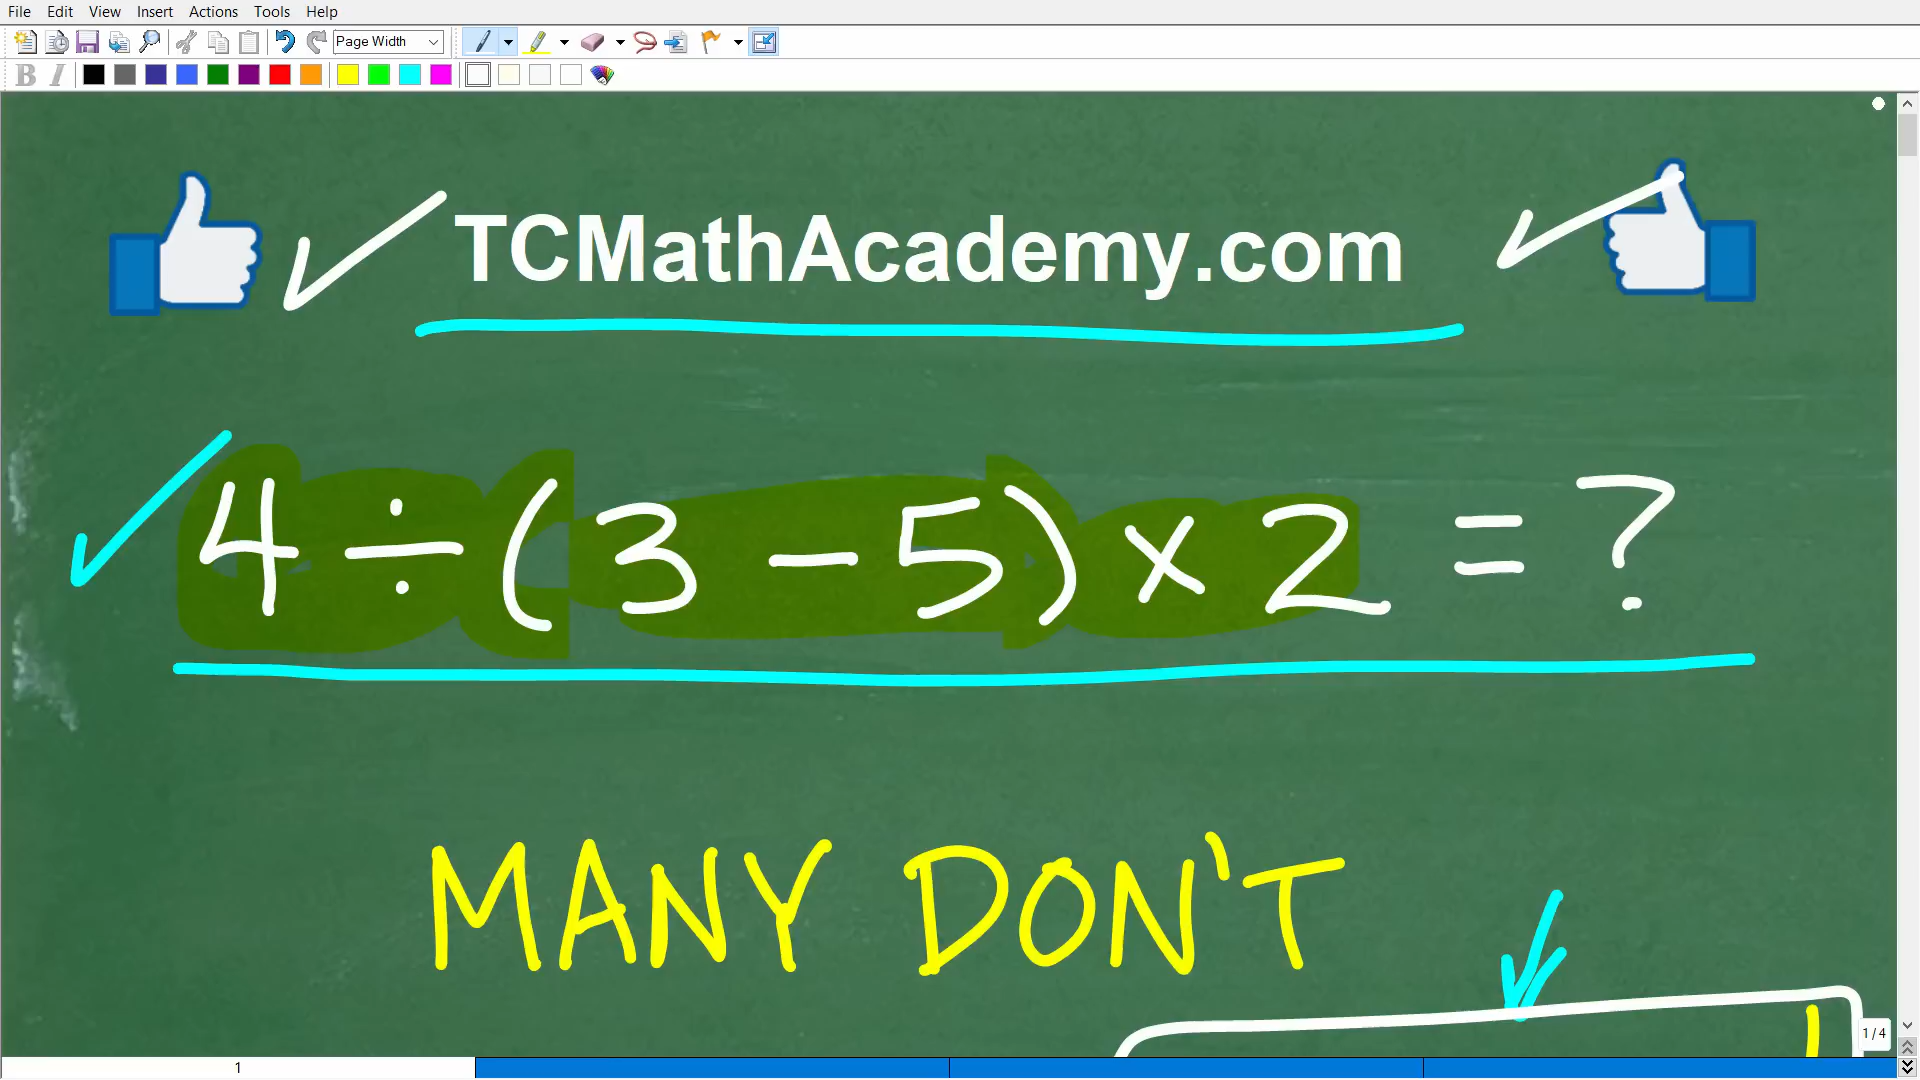 File Edit View Insert Actions Tools Help
Page Width
B I
TCMathAcademy.com
4 ÷ (3 - 5) × 2 = ?
MANY DON'T
1 / 4
1